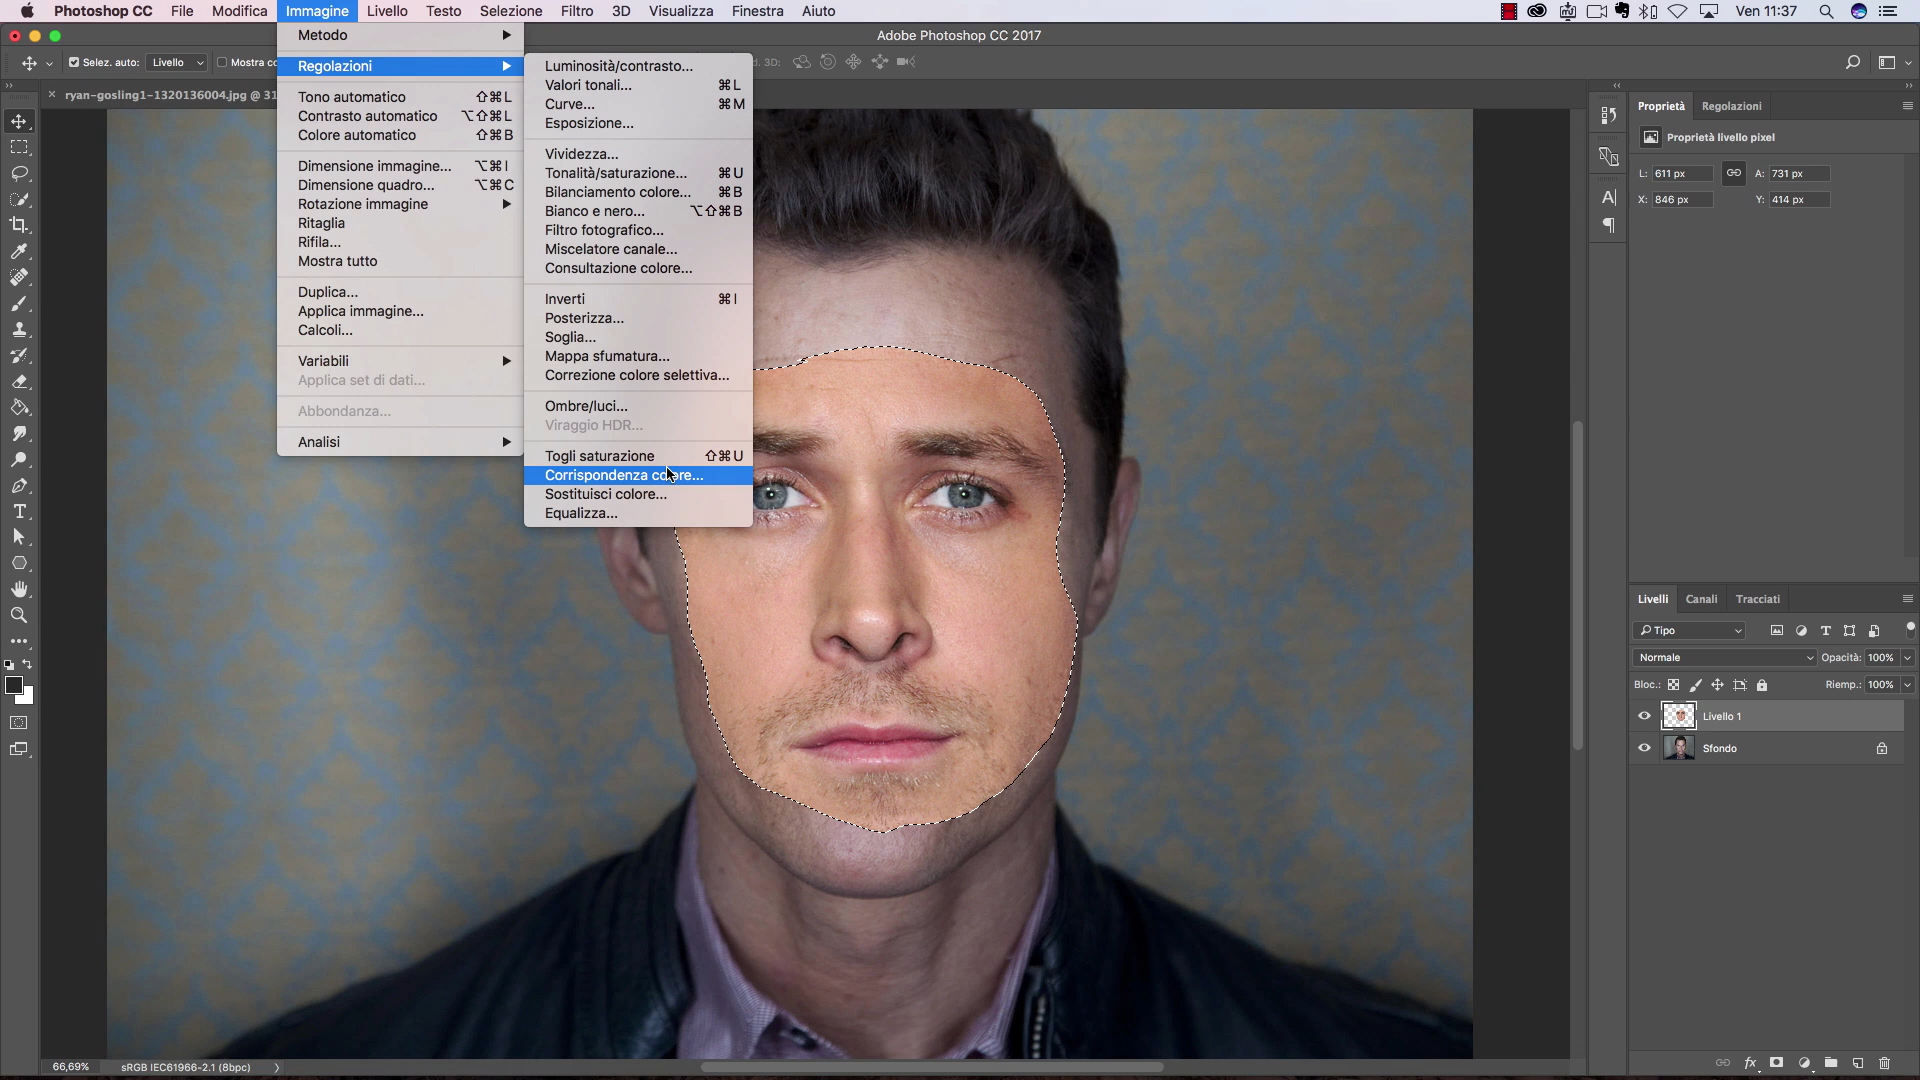 Photoshop CC File Modifica Immagine Livello Testo Selezione Filtro 3D Visualizza Finestra Aiuto Ven 11:37
Adobe Photoshop CC 2017
Selez. auto: Livello Mostra d. 3D:
ryan-gosling1-1320136004.jpg @ 31
Metodo
Regolazioni
Tono automatico ⇧⌘L
Contrasto automatico ⌥⇧⌘L
Colore automatico ⇧⌘B
Dimensione immagine... ⌥⌘I
Dimensione quadro... ⌥⌘C
Rotazione immagine
Ritaglia
Rifila...
Mostra tutto
Duplica...
Applica immagine...
Calcoli...
Variabili
Applica set di dati...
Abbondanza...
Analisi
Luminosità/contrasto...
Valori tonali... ⌘L
Curve... ⌘M
Esposizione...
Vividezza...
Tonalità/saturazione... ⌘U
Bilanciamento colore... ⌘B
Bianco e nero... ⌥⇧⌘B
Filtro fotografico...
Miscelatore canale...
Consultazione colore...
Inverti ⌘I
Posterizza...
Soglia...
Mappa sfumatura...
Correzione colore selettiva...
Ombre/luci...
Viraggio HDR...
Togli saturazione ⇧⌘U
Corrispondenza colore...
Sostituisci colore...
Equalizza...
Proprietà Regolazioni
Proprietà livello pixel
L: 611 px A: 731 px
X: 846 px Y: 414 px
Livelli Canali Tracciati
Tipo
Normale Opacità: 100%
Bloc.: Riemp.: 100%
Livello 1
Sfondo
66,69% sRGB IEC61966-2.1 (8bpc)